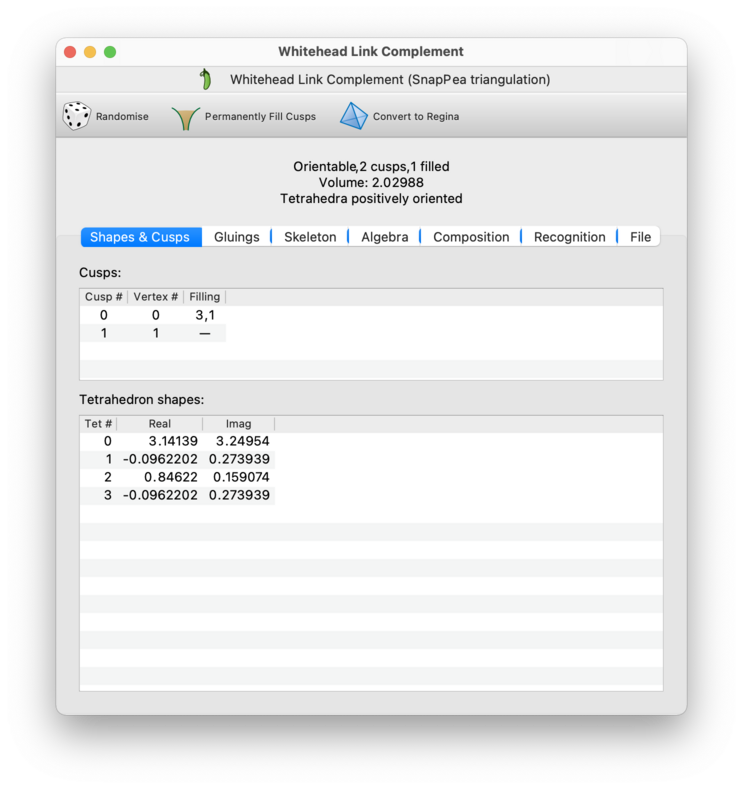 Whitehead Link Complement
Whitehead Link Complement (SnapPea triangulation)
Randomise Permanently Fill Cusps Convert to Regina
Orientable,2 cusps,1 filled
Volume: 2.02988
Tetrahedra positively oriented
Shapes & Cusps Gluings Skeleton Algebra Composition Recognition File
Cusps:
Cusp # Vertex # Filling
0 0 3,1
1 1 —
Tetrahedron shapes:
Tet # Real Imag
0 3.14139 3.24954
1 -0.0962202 0.273939
2 0.84622 0.159074
3 -0.0962202 0.273939